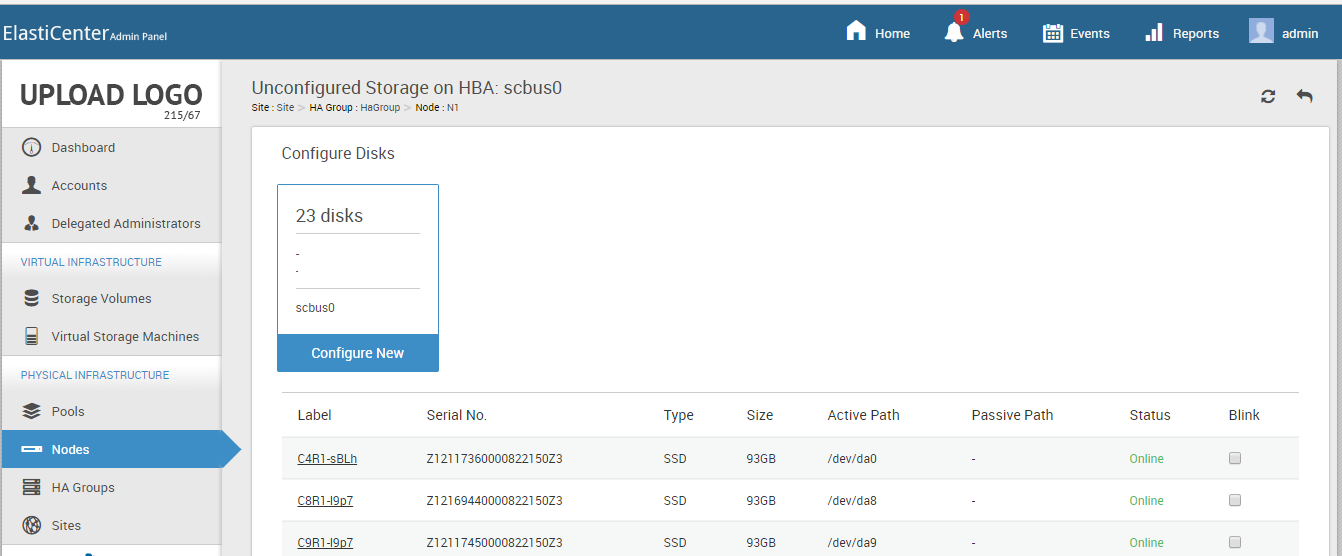 ElastiCenter Admin Panel
Home
1
Alerts
Events
Reports
admin
UPLOAD LOGO
215/67
Dashboard
Accounts
Delegated Administrators
VIRTUAL INFRASTRUCTURE
Storage Volumes
Virtual Storage Machines
PHYSICAL INFRASTRUCTURE
Pools
Nodes
HA Groups
Sites
Unconfigured Storage on HBA: scbus0
Site : Site > HA Group : HaGroup > Node : N1
Configure Disks
23 disks
-
-
scbus0
Configure New
Label Serial No. Type Size Active Path Passive Path Status Blink
C4R1-sBLh Z12117360000822150Z3 SSD 93GB /dev/da0 - Online
C8R1-I9p7 Z12169440000822150Z3 SSD 93GB /dev/da8 - Online
C9R1-I9p7 Z12117450000822150Z3 SSD 93GB /dev/da9 - Online